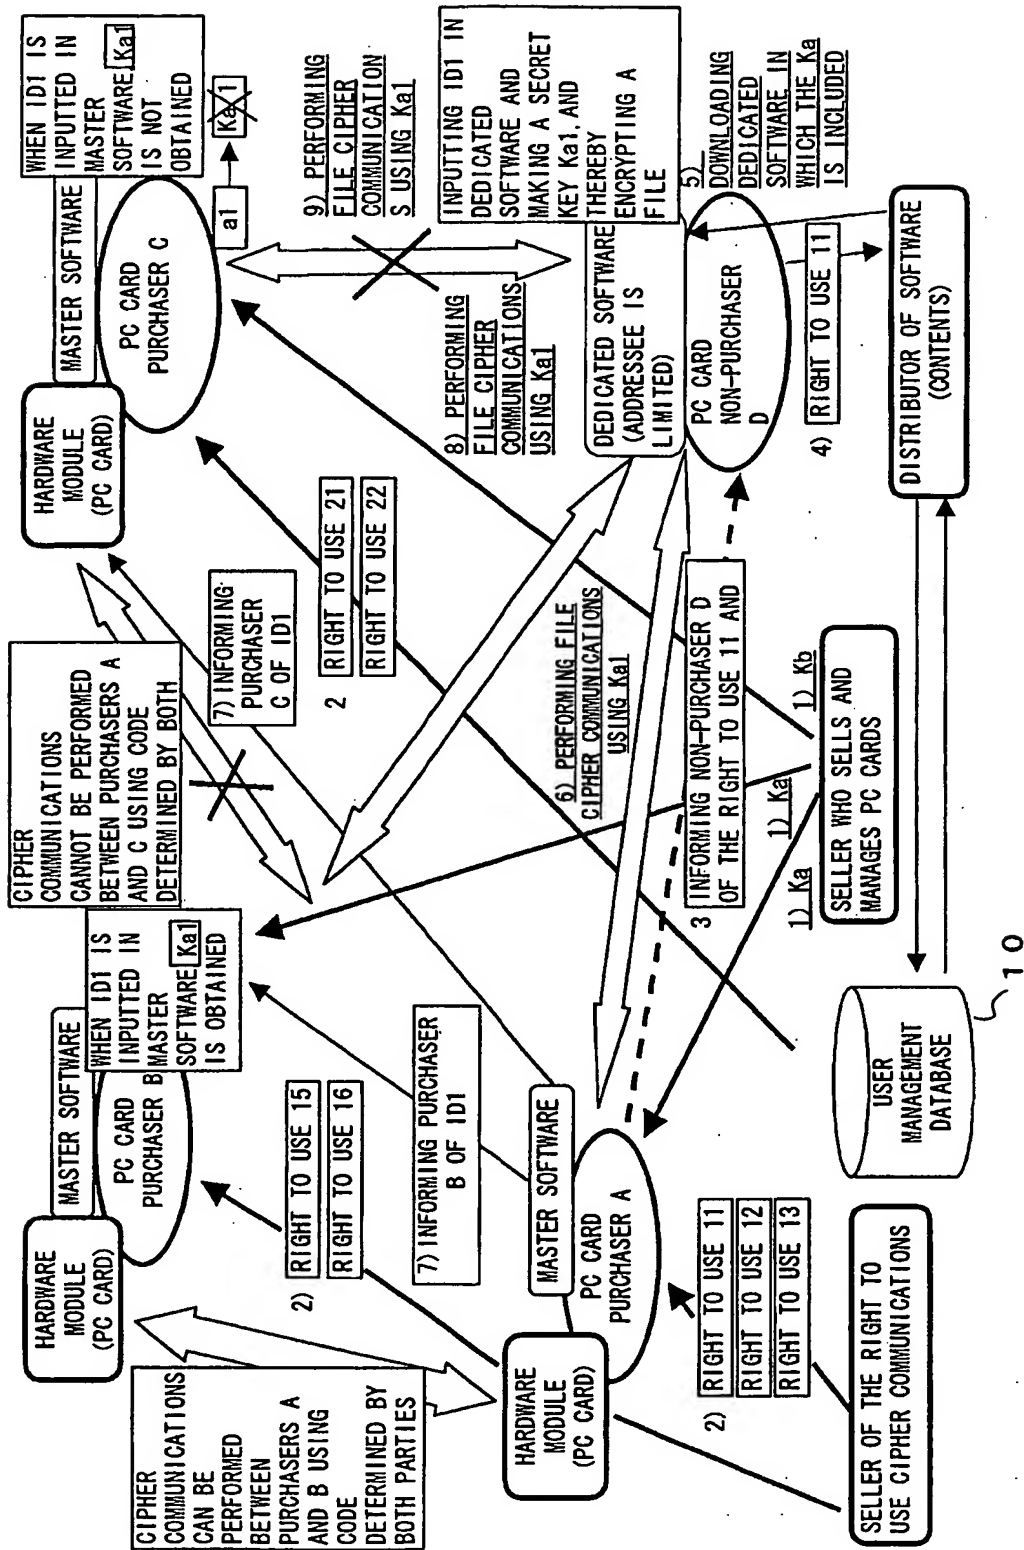 CIPHER
COMMUNICATIONS
CAN BE
PERFORMED
BETWEEN
PURCHASERS A
AND B USING
CODE
DETERMINED BY
BOTH PARTIES
HARDWARE
MODULE
(PC CARD)
MASTER SOFTWARE
PC CARD
PURCHASER B
WHEN ID1 IS
INPUTTED IN
MASTER
SOFTWARE, Ka1
IS OBTAINED
CIPHER
COMMUNICATIONS
CANNOT BE PERFORMED
BETWEEN PURCHASERS A
AND C USING CODE
DETERMINED BY BOTH
HARDWARE
MODULE
(PC CARD)
MASTER SOFTWARE
PC CARD
PURCHASER C
WHEN ID1 IS
INPUTTED IN
MASTER
SOFTWARE, Ka1
IS NOT
OBTAINED
a1
Ka1
2)
RIGHT TO USE 15
RIGHT TO USE 16
7) INFORMING
PURCHASER
C OF ID1
2
RIGHT TO USE 21
RIGHT TO USE 22
9) PERFORMING
FILE CIPHER
COMMUNICATION
S USING Ka1
7) INFORMING PURCHASER
B OF ID1
8) PERFORMING
FILE CIPHER
COMMUNICATIONS
USING Ka1
INPUTTING ID1 IN
DEDICATED
SOFTWARE AND
MAKING A SECRET
KEY Ka1, AND
THEREBY
ENCRYPTING A
FILE
HARDWARE
MODULE
(PC CARD)
MASTER SOFTWARE
PC CARD
PURCHASER A
6) PERFORMING FILE
CIPHER COMMUNICATIONS
USING Ka1
DEDICATED SOFTWARE
(ADDRESSEE IS
LIMITED)
PC CARD
NON-PURCHASER
D
5)
DOWNLOADING
DEDICATED
SOFTWARE IN
WHICH THE Ka
IS INCLUDED
3 INFORMING NON-PURCHASER D
OF THE RIGHT TO USE 11 AND
2)
RIGHT TO USE 11
RIGHT TO USE 12
RIGHT TO USE 13
1) Ka
1) Ka
1) Kb
4) RIGHT TO USE 11
SELLER OF THE RIGHT TO
USE CIPHER COMMUNICATIONS
USER
MANAGEMENT
DATABASE
10
SELLER WHO SELLS AND
MANAGES PC CARDS
DISTRIBUTOR OF SOFTWARE
(CONTENTS)